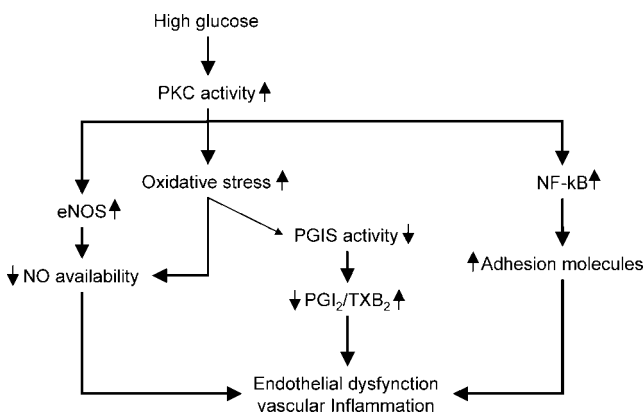 High glucose
PKC activity
Oxidative stress
NF-kB
eNOS
PGIS activity
Adhesion molecules
NO availability
PGI₂/TXB₂
Endothelial dysfynction
vascular Inflammation